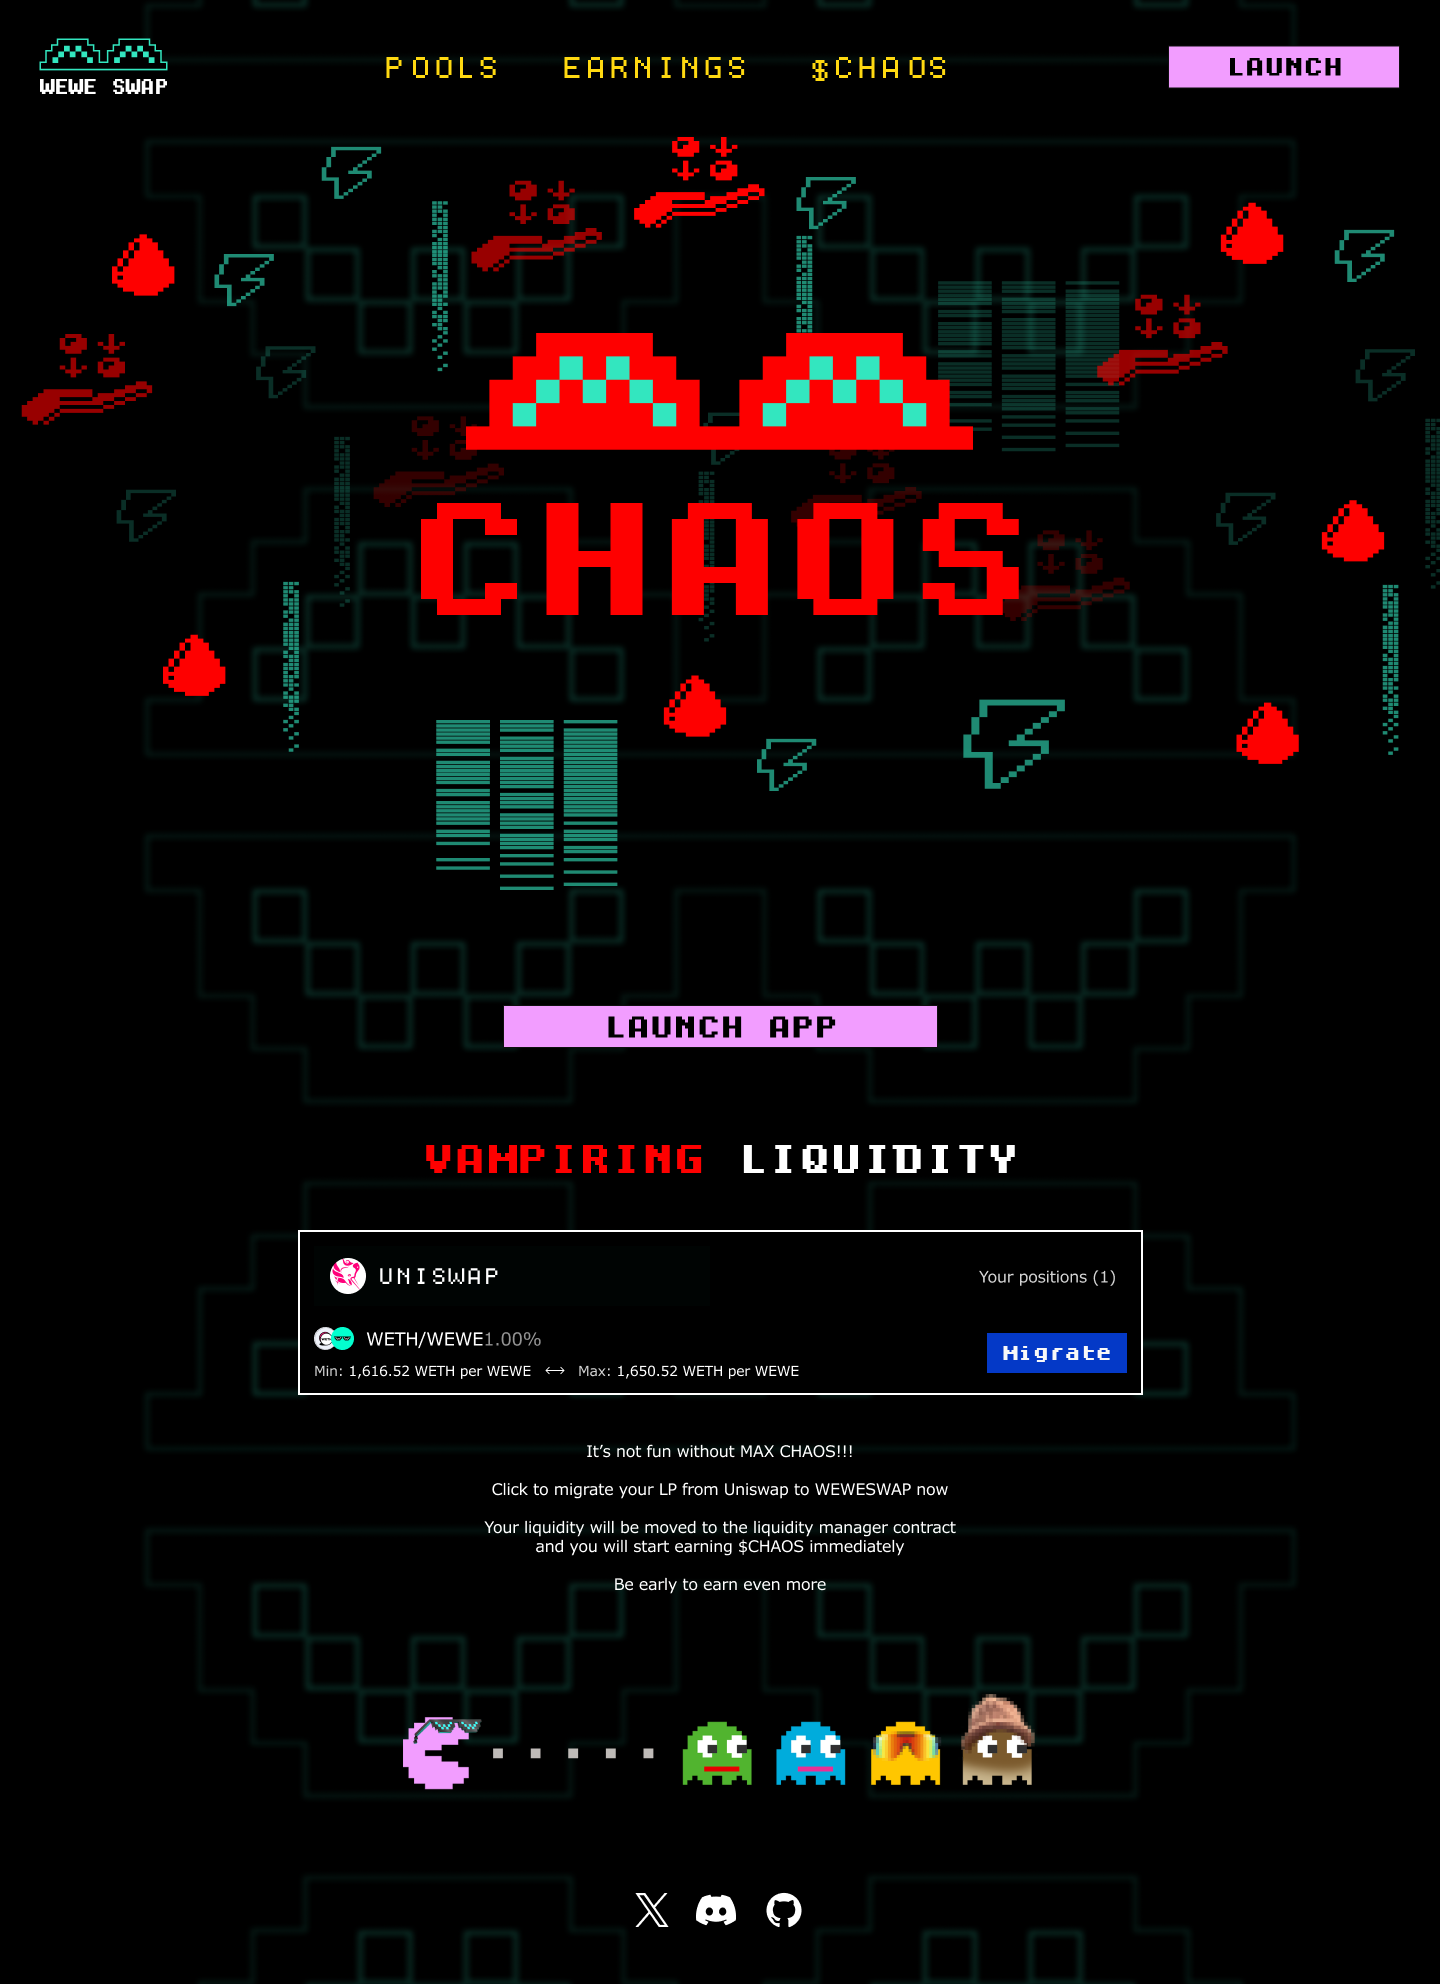 WEWE SWAP
POOLS EARNINGS $CHAOS
LAUNCH
CHAOS
LAUNCH APP
VAMPIRING LIQUIDITY
UNISWAP
Your positions (1)
WETH/WEWE1.00%
Migrate
Min: 1,616.52 WETH per WEWE ⟷ Max: 1,650.52 WETH per WEWE
It’s not fun without MAX CHAOS!!!
Click to migrate your LP from Uniswap to WEWESWAP now
Your liquidity will be moved to the liquidity manager contract
and you will start earning $CHAOS immediately
Be early to earn even more